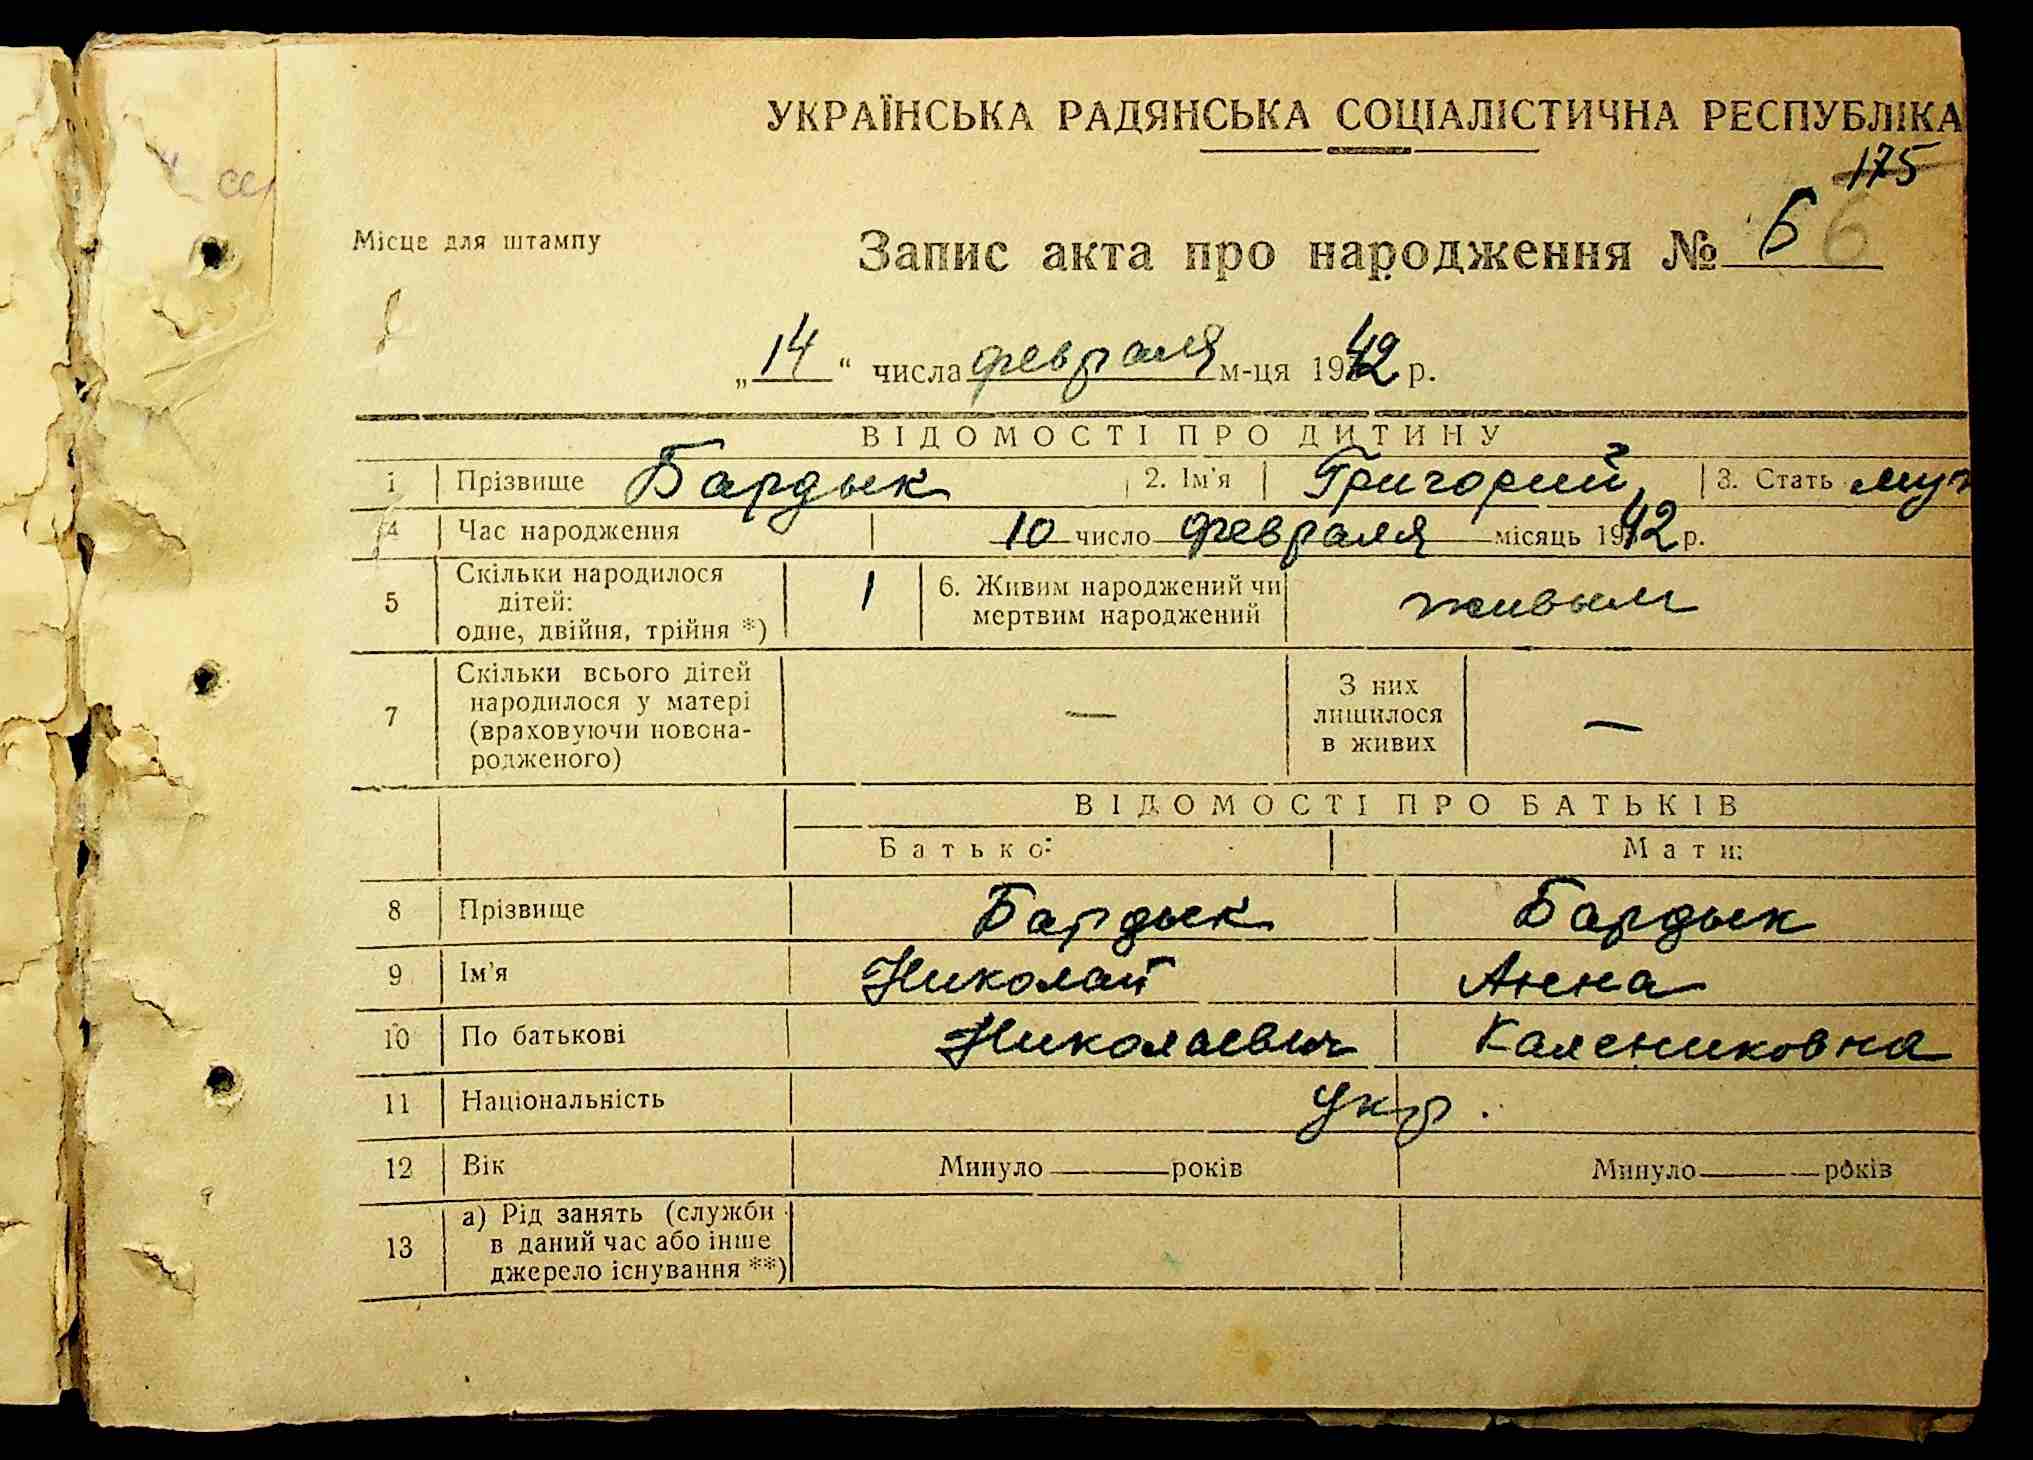 УКРАЇНСЬКА РАДЯНСЬКА СОЦІАЛІСТИЧНА РЕСПУБЛІКА
175
Місце для штампу
Запис акта про народження № 6 6
„14“ числа февраля м-ця 1942 р.
ВІДОМОСТІ ПРО ДИТИНУ
1 Прізвище Бардык 2. Ім'я Григорий 3. Стать муж
4 Час народження 10 число февраля місяць 1942 р.
5 Скільки народилося дітей: одне, двійня, трійня *) 1 6. Живим народжений чи мертвим народжений живым
7 Скільки всього дітей народилося у матері (враховуючи новона-родженого) — З них лишилося в живих —
ВІДОМОСТІ ПРО БАТЬКІВ
Батько: Мати:
8 Прізвище Бардык Бардык
9 Ім'я Николай Анна
10 По батькові Николаевич Калениковна
11 Національність укр.
12 Вік Минуло — років Минуло — років
13 а) Рід занять (служби в даний час або інше джерело існування **)